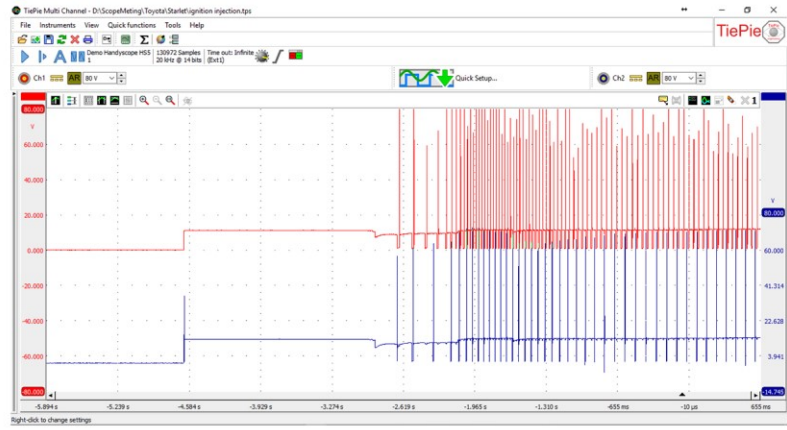 TiePie Multi Channel - D:\ScopeMeting\Toyota\Starlet\ignition injection.tps
File Instruments View Quick functions Tools Help
TiePie
Demo Handyscope HS5 130972 Samples Time out: Infinite
1 20 kHz @ 14 bits (Ext1)
Ch1 AR 80 V Quick Setup... Ch2 AR 80 V
1
80.000
V
60.000
40.000
20.000
0.000
-20.000
-40.000
-60.000
-80.000
V
80.000
60.000
41.314
22.628
3.941
-14.745
-5.894 s -5.239 s -4.584 s -3.929 s -3.274 s -2.619 s -1.965 s -1.310 s -655 ms -10 µs 655 ms
Right-click to change settings